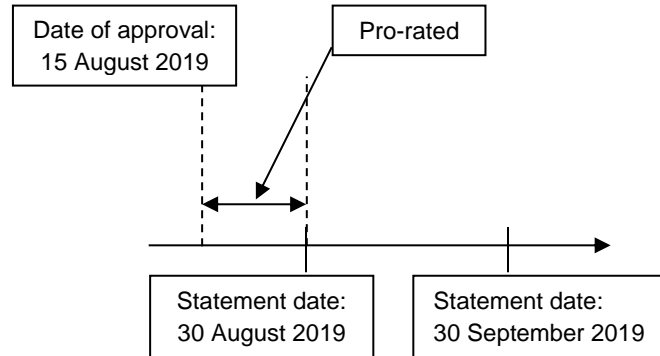 Date of approval:
15 August 2019
Pro-rated
Statement date:
30 August 2019
Statement date:
30 September 2019